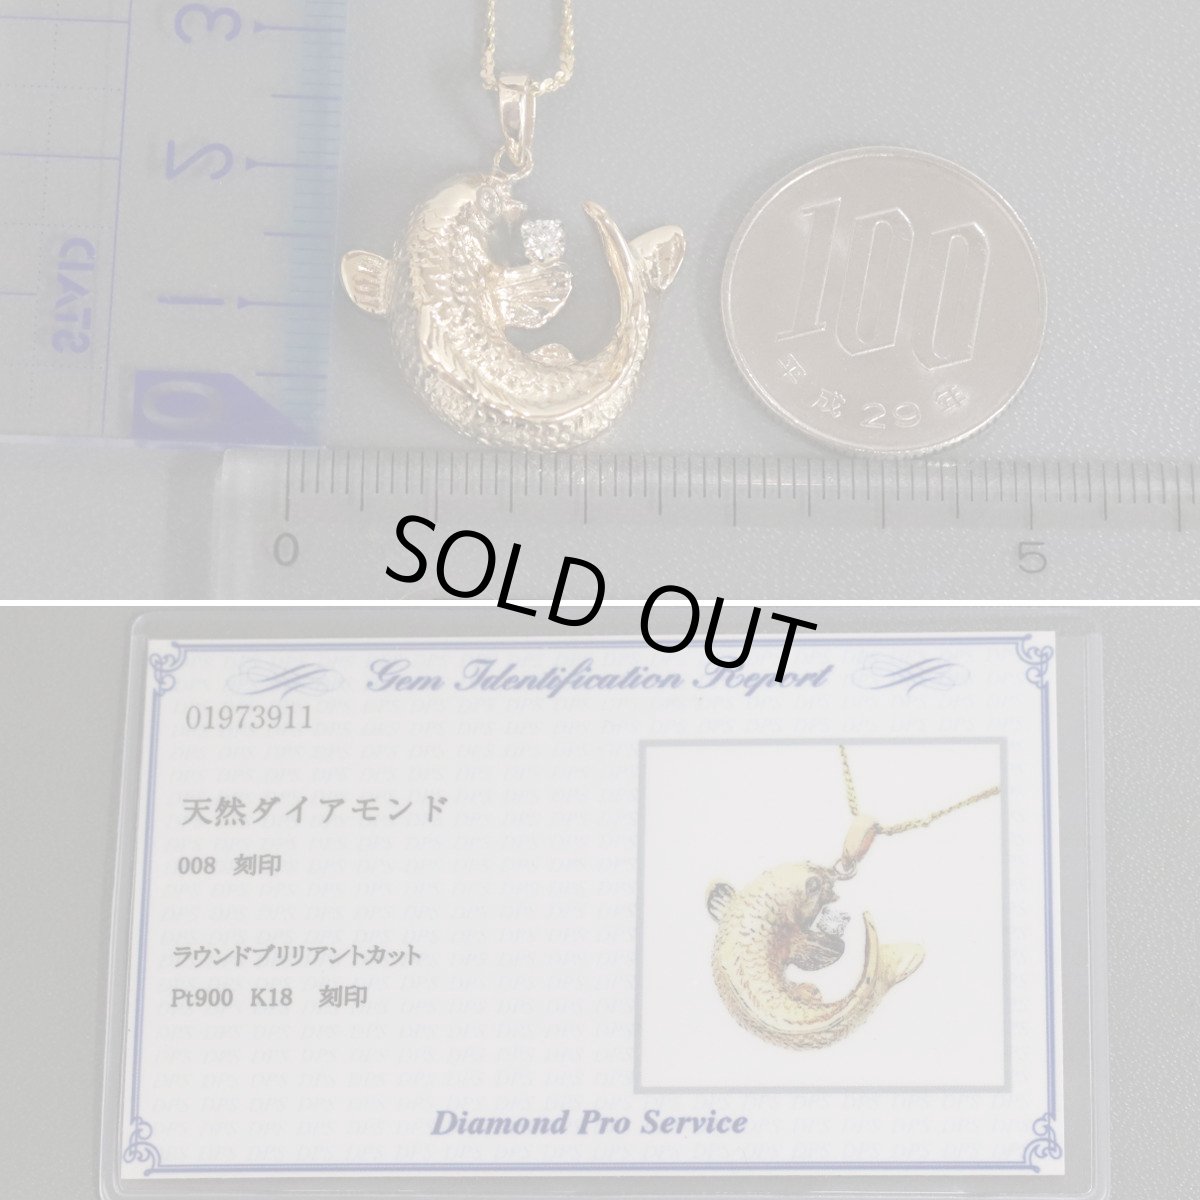 3
2
1
0
STAD
100
平成29年
0
5
SOLD OUT
Gem Identification Report
01973911
天然ダイアモンド
008 刻印
ラウンドブリリアントカット
Pt900 K18 刻印
Diamond Pro Service